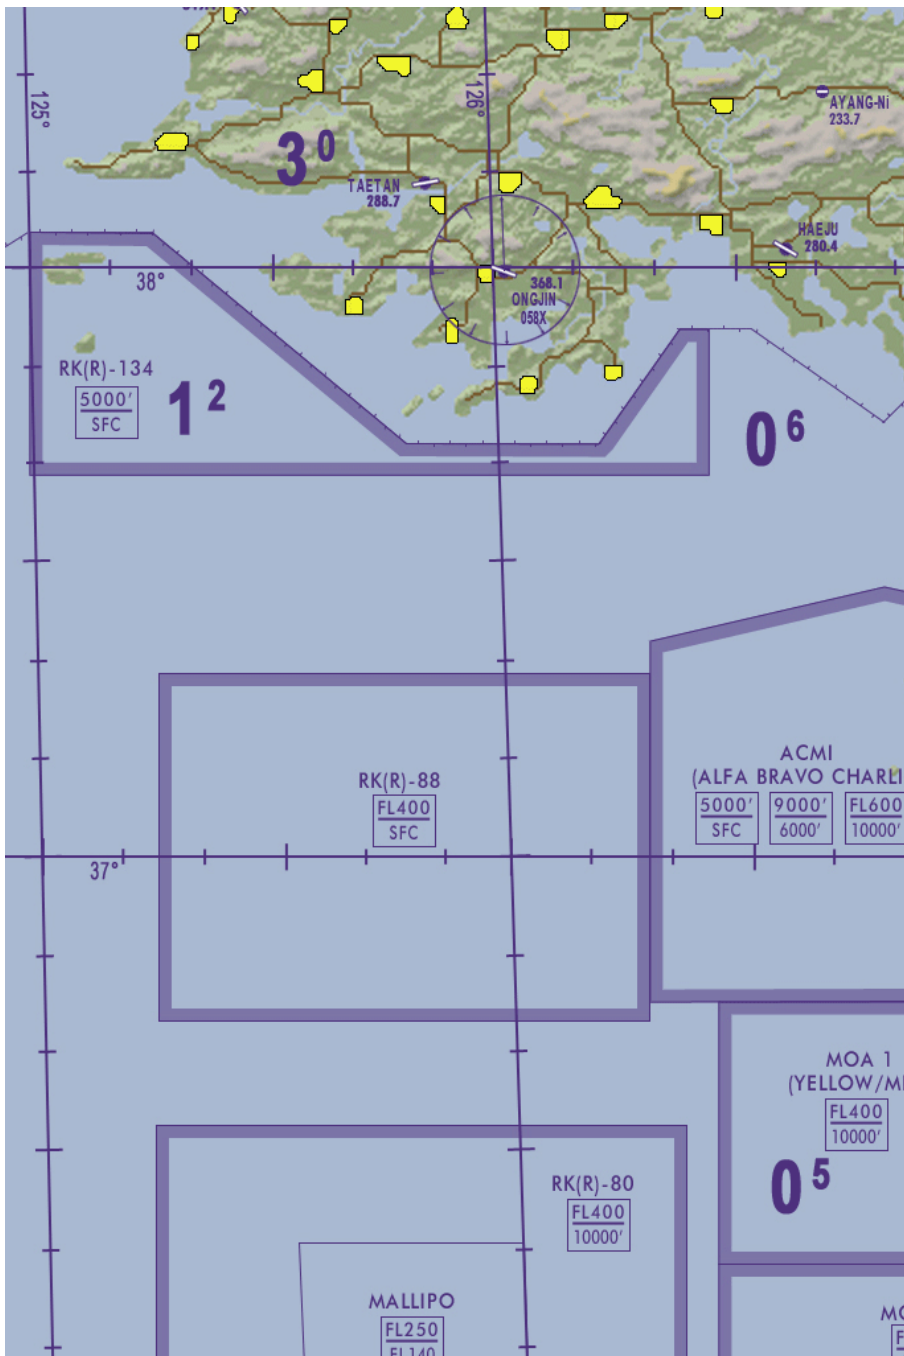 125°
126°
AYANG-Ni
233.7
3⁰
TAETAN
288.7
HAEJU
280.4
38°
368.1
ONGJIN
058X
RK(R)-134
5000'
SFC
1²
0⁶
ACMI
(ALFA BRAVO CHARLI
5000'
SFC
9000'
6000'
FL600
10000'
RK(R)-88
FL400
SFC
37°
MOA 1
(YELLOW/M
FL400
10000'
0⁵
RK(R)-80
FL400
10000'
MALLIPO
FL250
FL140